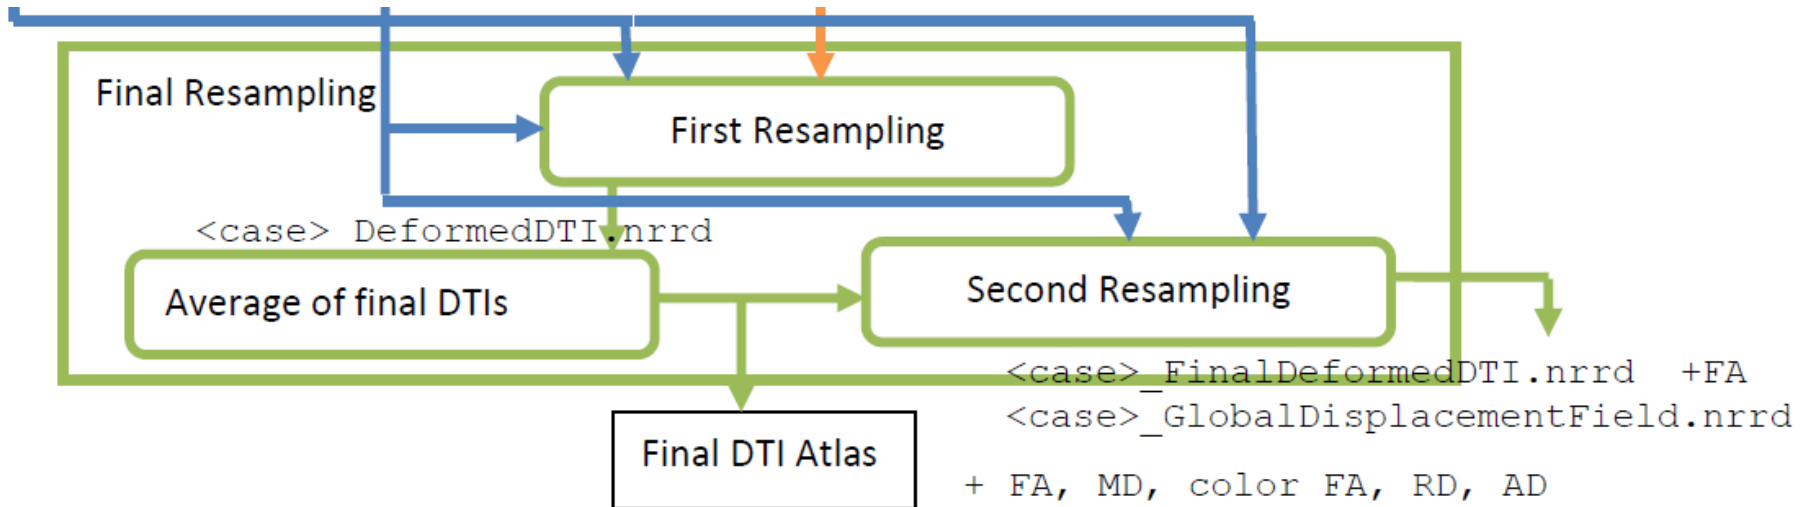 Final Resampling
First Resampling
<case> DeformedDTI.nrrd
Average of final DTIs
Second Resampling
<case>_FinalDeformedDTI.nrrd +FA
<case>_GlobalDisplacementField.nrrd
Final DTI Atlas
+ FA, MD, color FA, RD, AD